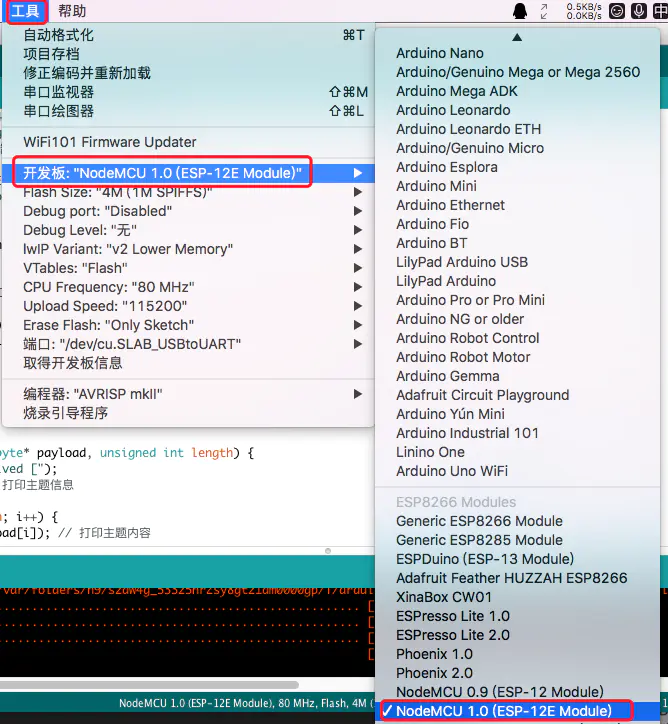 工具 帮助 0.5KB/s
0.0KB/s 中
自动格式化 ⌘T
项目存档
修正编码并重新加载
串口监视器 ⇧⌘M
串口绘图器 ⇧⌘L
WiFi101 Firmware Updater
开发板: "NodeMCU 1.0 (ESP-12E Module)"
Flash Size: "4M (1M SPIFFS)"
Debug port: "Disabled"
Debug Level: "无"
lwIP Variant: "v2 Lower Memory"
VTables: "Flash"
CPU Frequency: "80 MHz"
Upload Speed: "115200"
Erase Flash: "Only Sketch"
端口: "/dev/cu.SLAB_USBtoUART"
取得开发板信息
编程器: "AVRISP mkII"
烧录引导程序
Arduino Nano
Arduino/Genuino Mega or Mega 2560
Arduino Mega ADK
Arduino Leonardo
Arduino Leonardo ETH
Arduino/Genuino Micro
Arduino Esplora
Arduino Mini
Arduino Ethernet
Arduino Fio
Arduino BT
LilyPad Arduino USB
LilyPad Arduino
Arduino Pro or Pro Mini
Arduino NG or older
Arduino Robot Control
Arduino Robot Motor
Arduino Gemma
Adafruit Circuit Playground
Arduino Yún Mini
Arduino Industrial 101
Linino One
Arduino Uno WiFi
ESP8266 Modules
Generic ESP8266 Module
Generic ESP8285 Module
ESPDuino (ESP-13 Module)
Adafruit Feather HUZZAH ESP8266
XinaBox CW01
ESPresso Lite 1.0
ESPresso Lite 2.0
Phoenix 1.0
Phoenix 2.0
NodeMCU 0.9 (ESP-12 Module)
✓NodeMCU 1.0 (ESP-12E Module)
byte* payload, unsigned int length) {
ved [");
打印主题信息
; i++) {
oad[i]); // 打印主题内容
NodeMCU 1.0 (ESP-12E Module), 80 MHz, Flash, 4M (